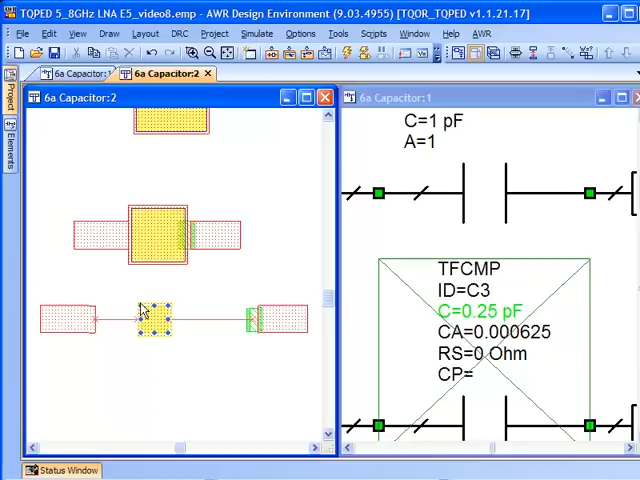 TQPED 5_8GHz LNA E5_video8.emp - AWR Design Environment (9.03.4955) [TQOR_TQPED v1.1.21.17]
File Edit View Draw Layout DRC Project Simulate Options Tools Scripts Window Help AWR
6a Capacitor:1 6a Capacitor:2
Project
Elements
6a Capacitor:2
6a Capacitor:1
C=1 pF
A=1
TFCMP
ID=C3
C=0.25 pF
CA=0.000625
RS=0 Ohm
CP=
Status Window